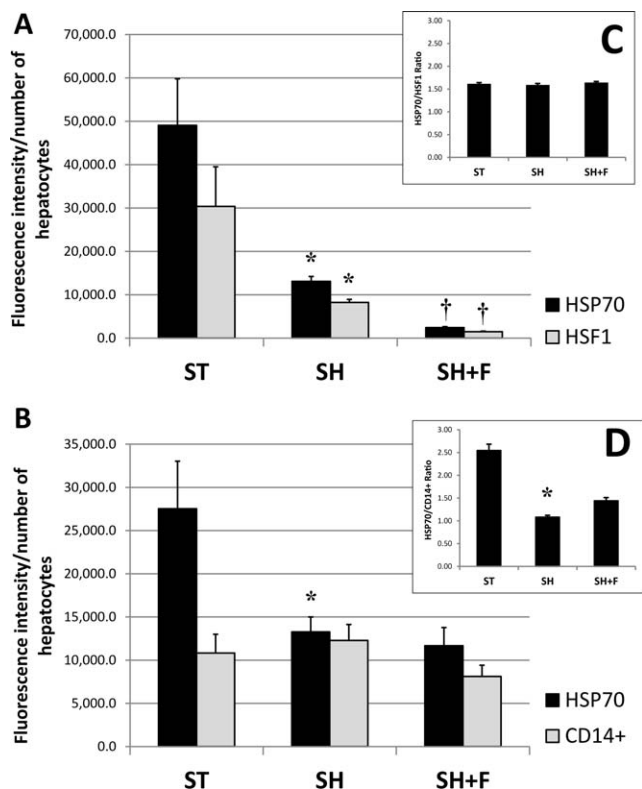 A
Fluorescence intensity/number of
hepatocytes
70,000.0
60,000.0
50,000.0
40,000.0
30,000.0
20,000.0
10,000.0
0.0
*
*
†
†
ST
SH
SH+F
HSP70
HSF1
C
HSP70/HSF1 Ratio
3.00
2.50
2.00
1.50
1.00
0.50
0.00
ST
SH
SH+F
B
Fluorescence intensity/number of
hepatocytes
35,000.0
30,000.0
25,000.0
20,000.0
15,000.0
10,000.0
5,000.0
0.0
*
ST
SH
SH+F
HSP70
CD14+
D
HSP70/CD14+ Ratio
3.00
2.50
2.00
1.50
1.00
0.50
0.00
*
ST
SH
SH+F